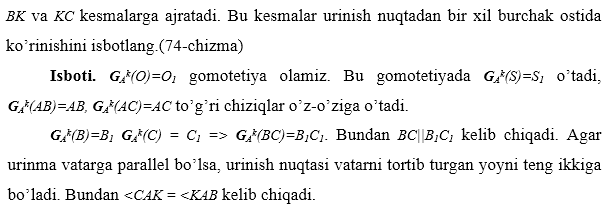 BK va KC kesmalarga ajratadi. Bu kesmalar urinish nuqtadan bir xil burchak ostida
ko’rinishini isbotlang.(74-chizma)
Isboti. G_A^k(O)=O_1 gomotetiya olamiz. Bu gomotetiyada G_A^k(S)=S_1 o’tadi,
G_A^k(AB)=AB, G_A^k(AC)=AC to’g’ri chiziqlar o’z-o’ziga o’tadi.
G_A^k(B)=B_1 G_A^k(C) = C_1 => G_A^k(BC)=B_1C_1. Bundan BC||B_1C_1 kelib chiqadi. Agar
urinma vatarga parallel bo’lsa, urinish nuqtasi vatarni tortib turgan yoyni teng ikkiga
bo’ladi. Bundan <CAK = <KAB kelib chiqadi.